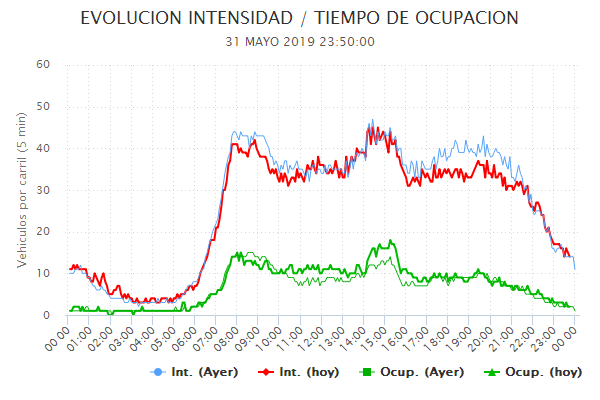 EVOLUCION INTENSIDAD / TIEMPO DE OCUPACION
31 MAYO 2019 23:50:00
Vehiculos por carril (5 min)
60
50
40
30
20
10
0
00:00 01:00 02:00 03:00 04:00 05:00 06:00 07:00 08:00 09:00 10:00 11:00 12:00 13:00 14:00 15:00 16:00 17:00 18:00 19:00 20:00 21:00 22:00 23:00 00:00
Int. (Ayer) Int. (hoy) Ocup. (Ayer) Ocup. (hoy)